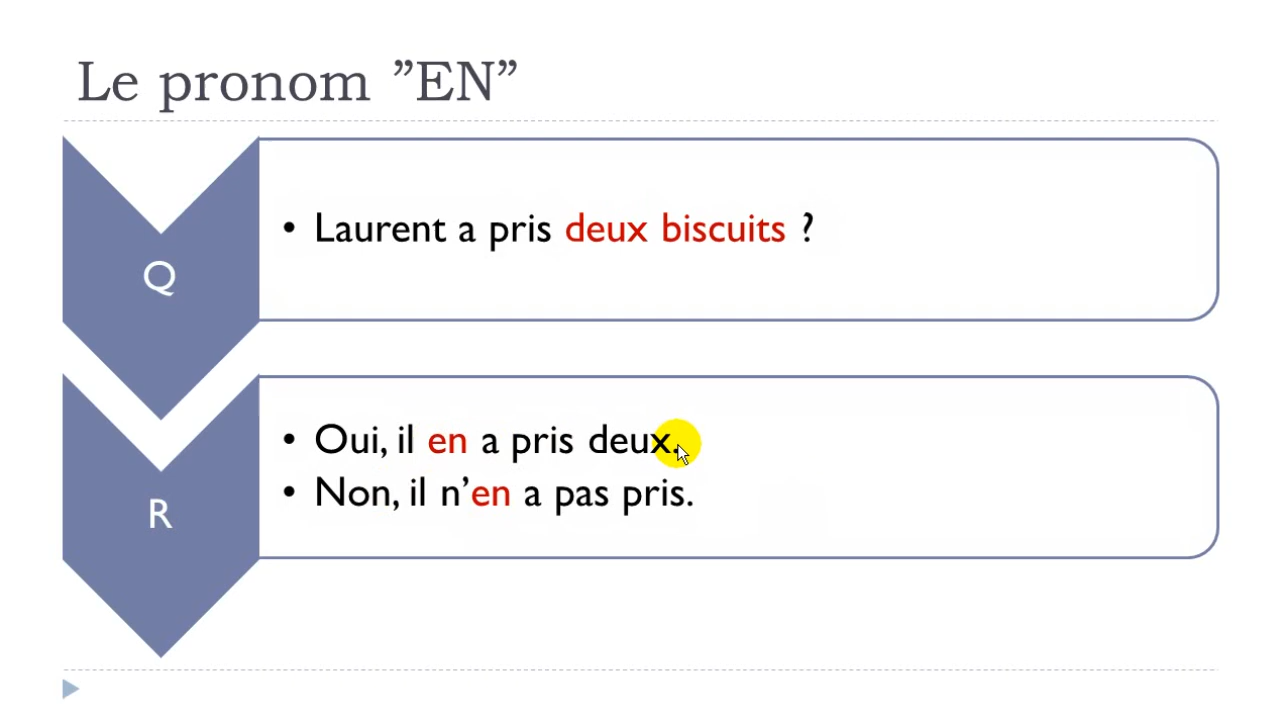 Le pronom ”EN”
Q
• Laurent a pris deux biscuits ?
R
• Oui, il en a pris deux.
• Non, il n’en a pas pris.